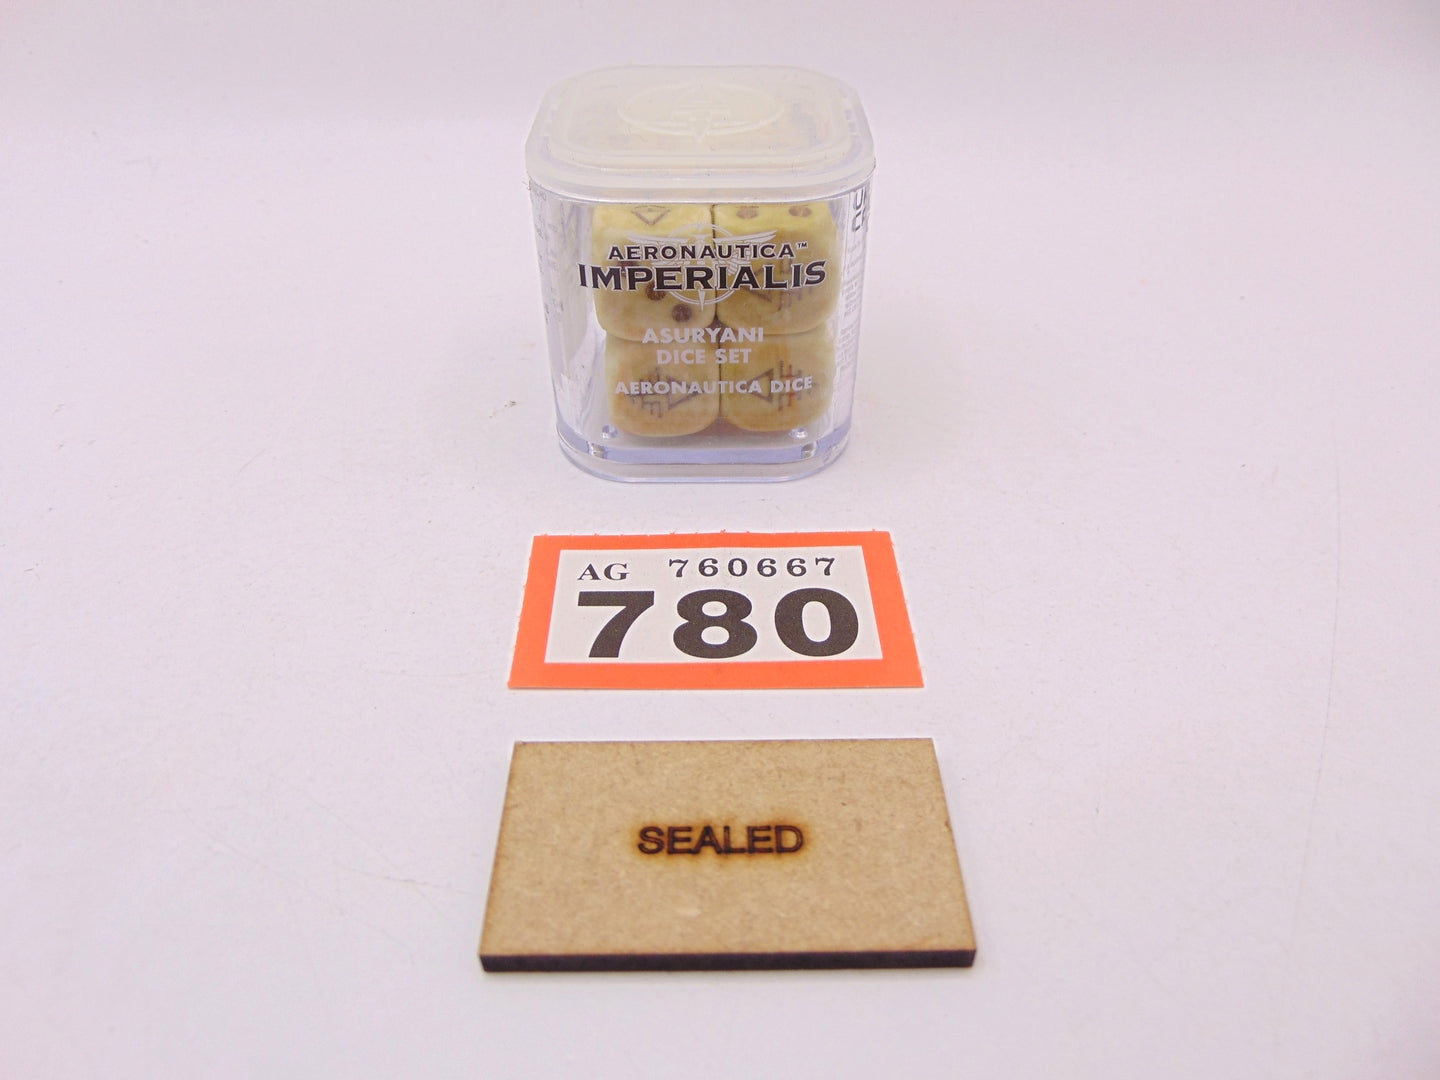 AERONAUTICA™
IMPERIALIS
ASURYANI
DICE SET
AERONAUTICA DICE
AG 760667
780
SEALED